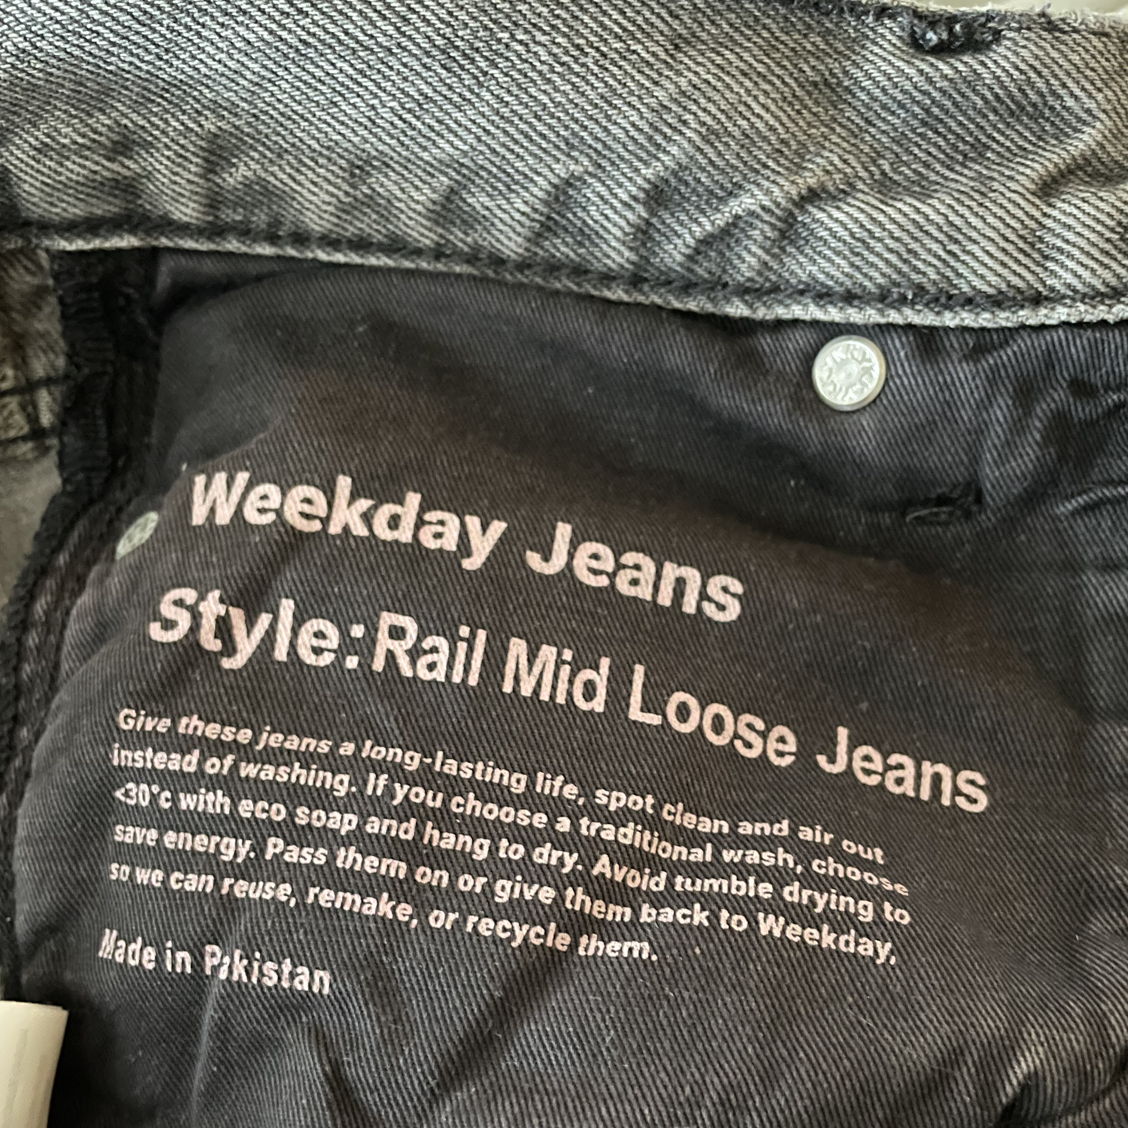 Weekday Jeans
Style: Rail Mid Loose Jeans
Give these jeans a long-lasting life, spot clean and air out
instead of washing. If you choose a traditional wash, choose
<30°c with eco soap and hang to dry. Avoid tumble drying to
save energy. Pass them on or give them back to Weekday,
so we can reuse, remake, or recycle them.
Made in Pakistan